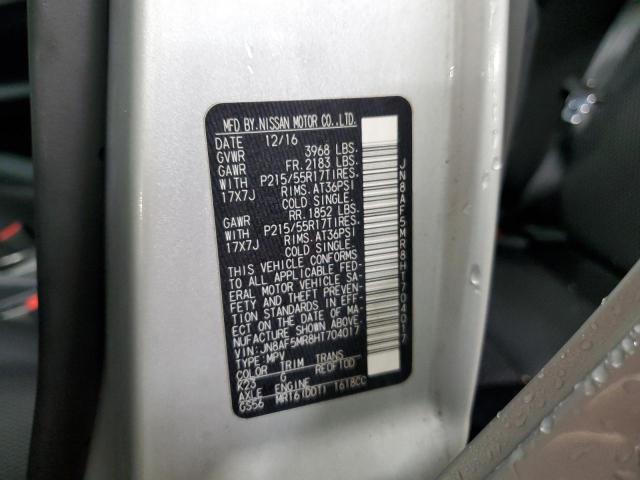 MFD BY.NISSAN MOTOR CO.,LTD.
DATE 12/16
GVWR 3968 LBS.
GAWR FR. 2183 LBS.
WITH P215/55R17TIRES.
17X7J RIMS. AT36PSI
COLD SINGLE.
GAWR RR. 1852 LBS.
WITH P215/55R17TIRES.
17X7J RIMS. AT36PSI
COLD SINGLE.
THIS VEHICLE CONFORMS
TO ALL APPLICABLE FED-
ERAL MOTOR VEHICLE SA-
FETY AND THEFT PREVEN-
TION STANDARDS IN EFF-
ECT ON THE DATE OF MA-
NUFACTURE SHOWN ABOVE.
VIN: JN8AF5MR8HT704017
TYPE: MPV
COLOR TRIM TRANS
K23 G RE0F10D
AXLE ENGINE
GS56 MR16(DDT) 1618CC
JN8AF5MR8HT704017